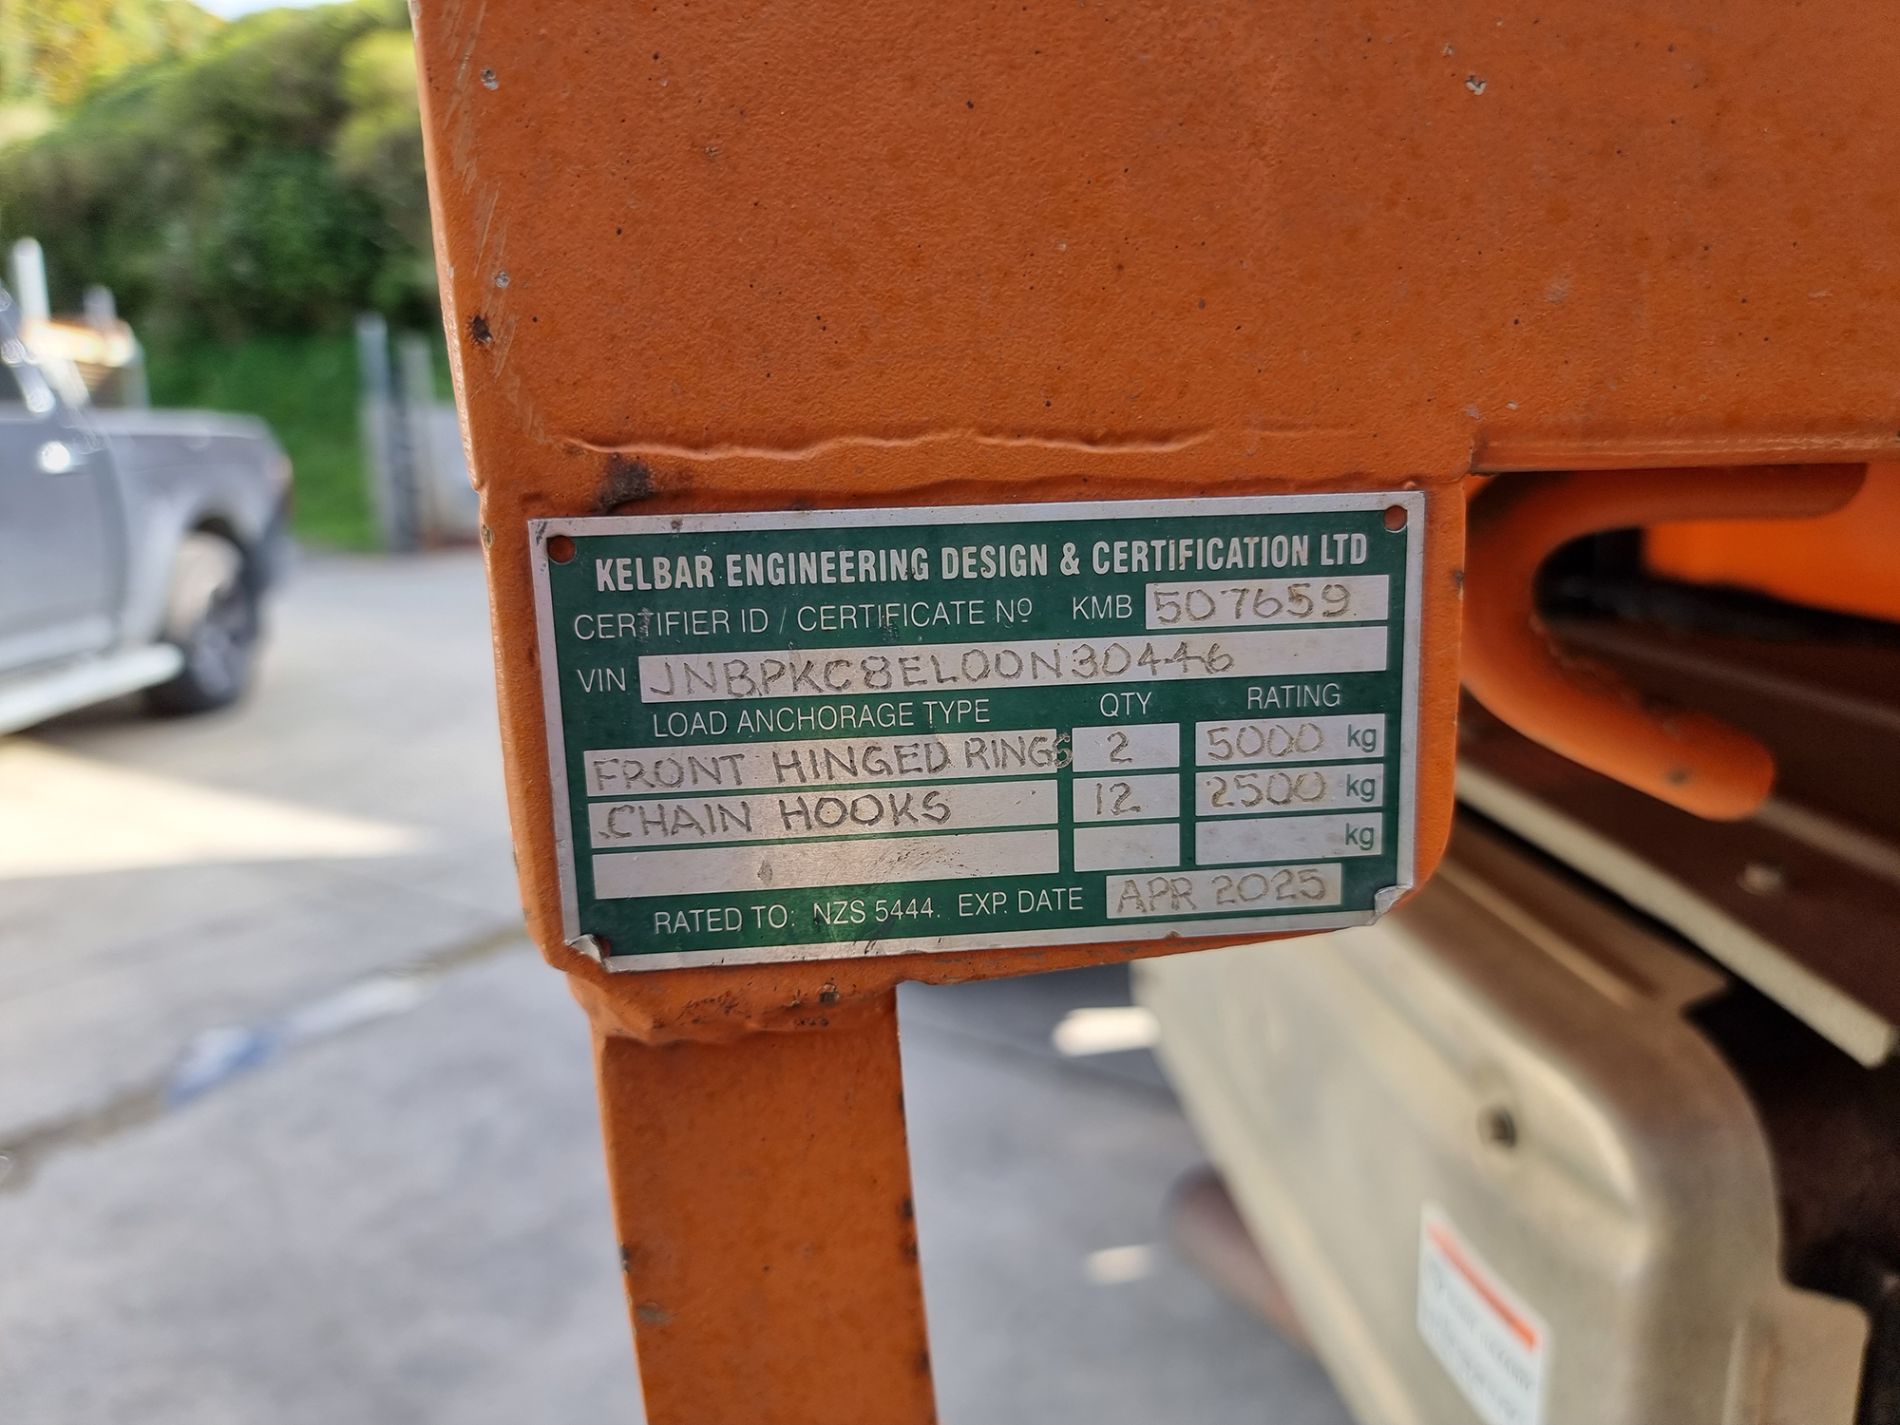 KELBAR ENGINEERING DESIGN & CERTIFICATION LTD
CERTIFIER ID / CERTIFICATE Nº KMB 507659
VIN JNBPKC8EL00N30446
LOAD ANCHORAGE TYPE QTY RATING
FRONT HINGED RINGS 2 5000 kg
CHAIN HOOKS 12 2500 kg
kg
RATED TO: NZS 5444. EXP. DATE APR 2025